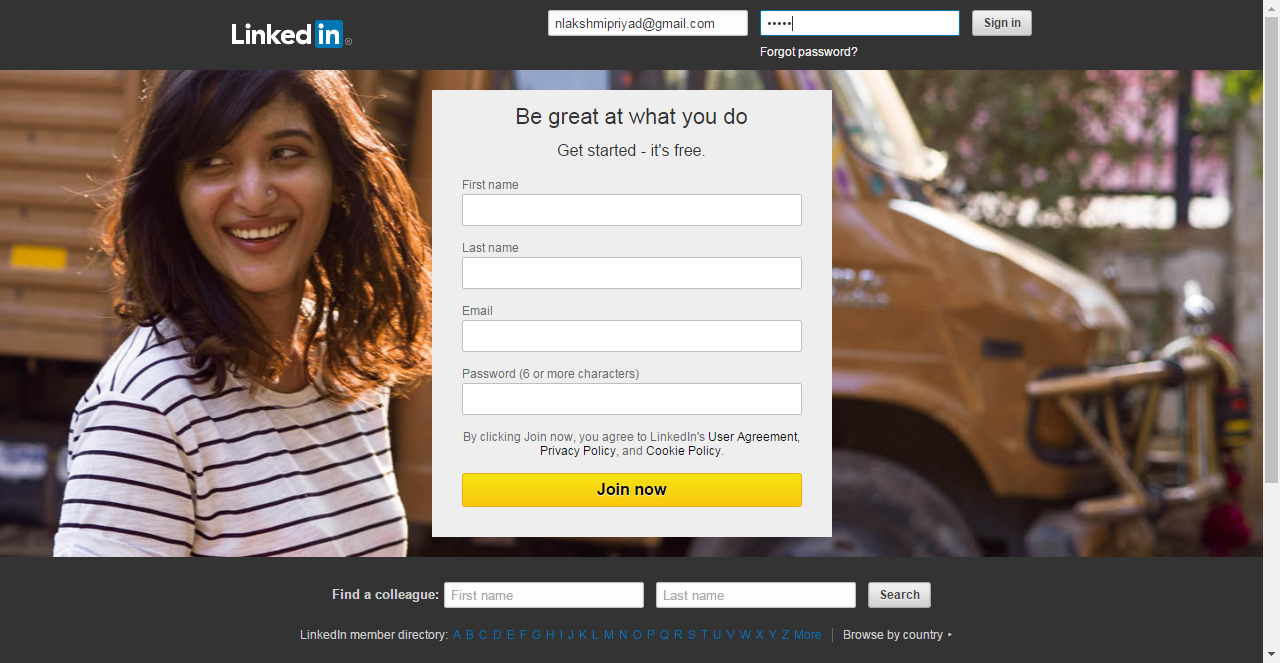 Linked in ®
nlakshmipriyad@gmail.com ••••• Sign in
Forgot password?
Be great at what you do
Get started - it's free.
First name
Last name
Email
Password (6 or more characters)
By clicking Join now, you agree to LinkedIn's User Agreement,
Privacy Policy, and Cookie Policy.
Join now
Find a colleague: First name Last name Search
LinkedIn member directory: A B C D E F G H I J K L M N O P Q R S T U V W X Y Z More Browse by country ▸